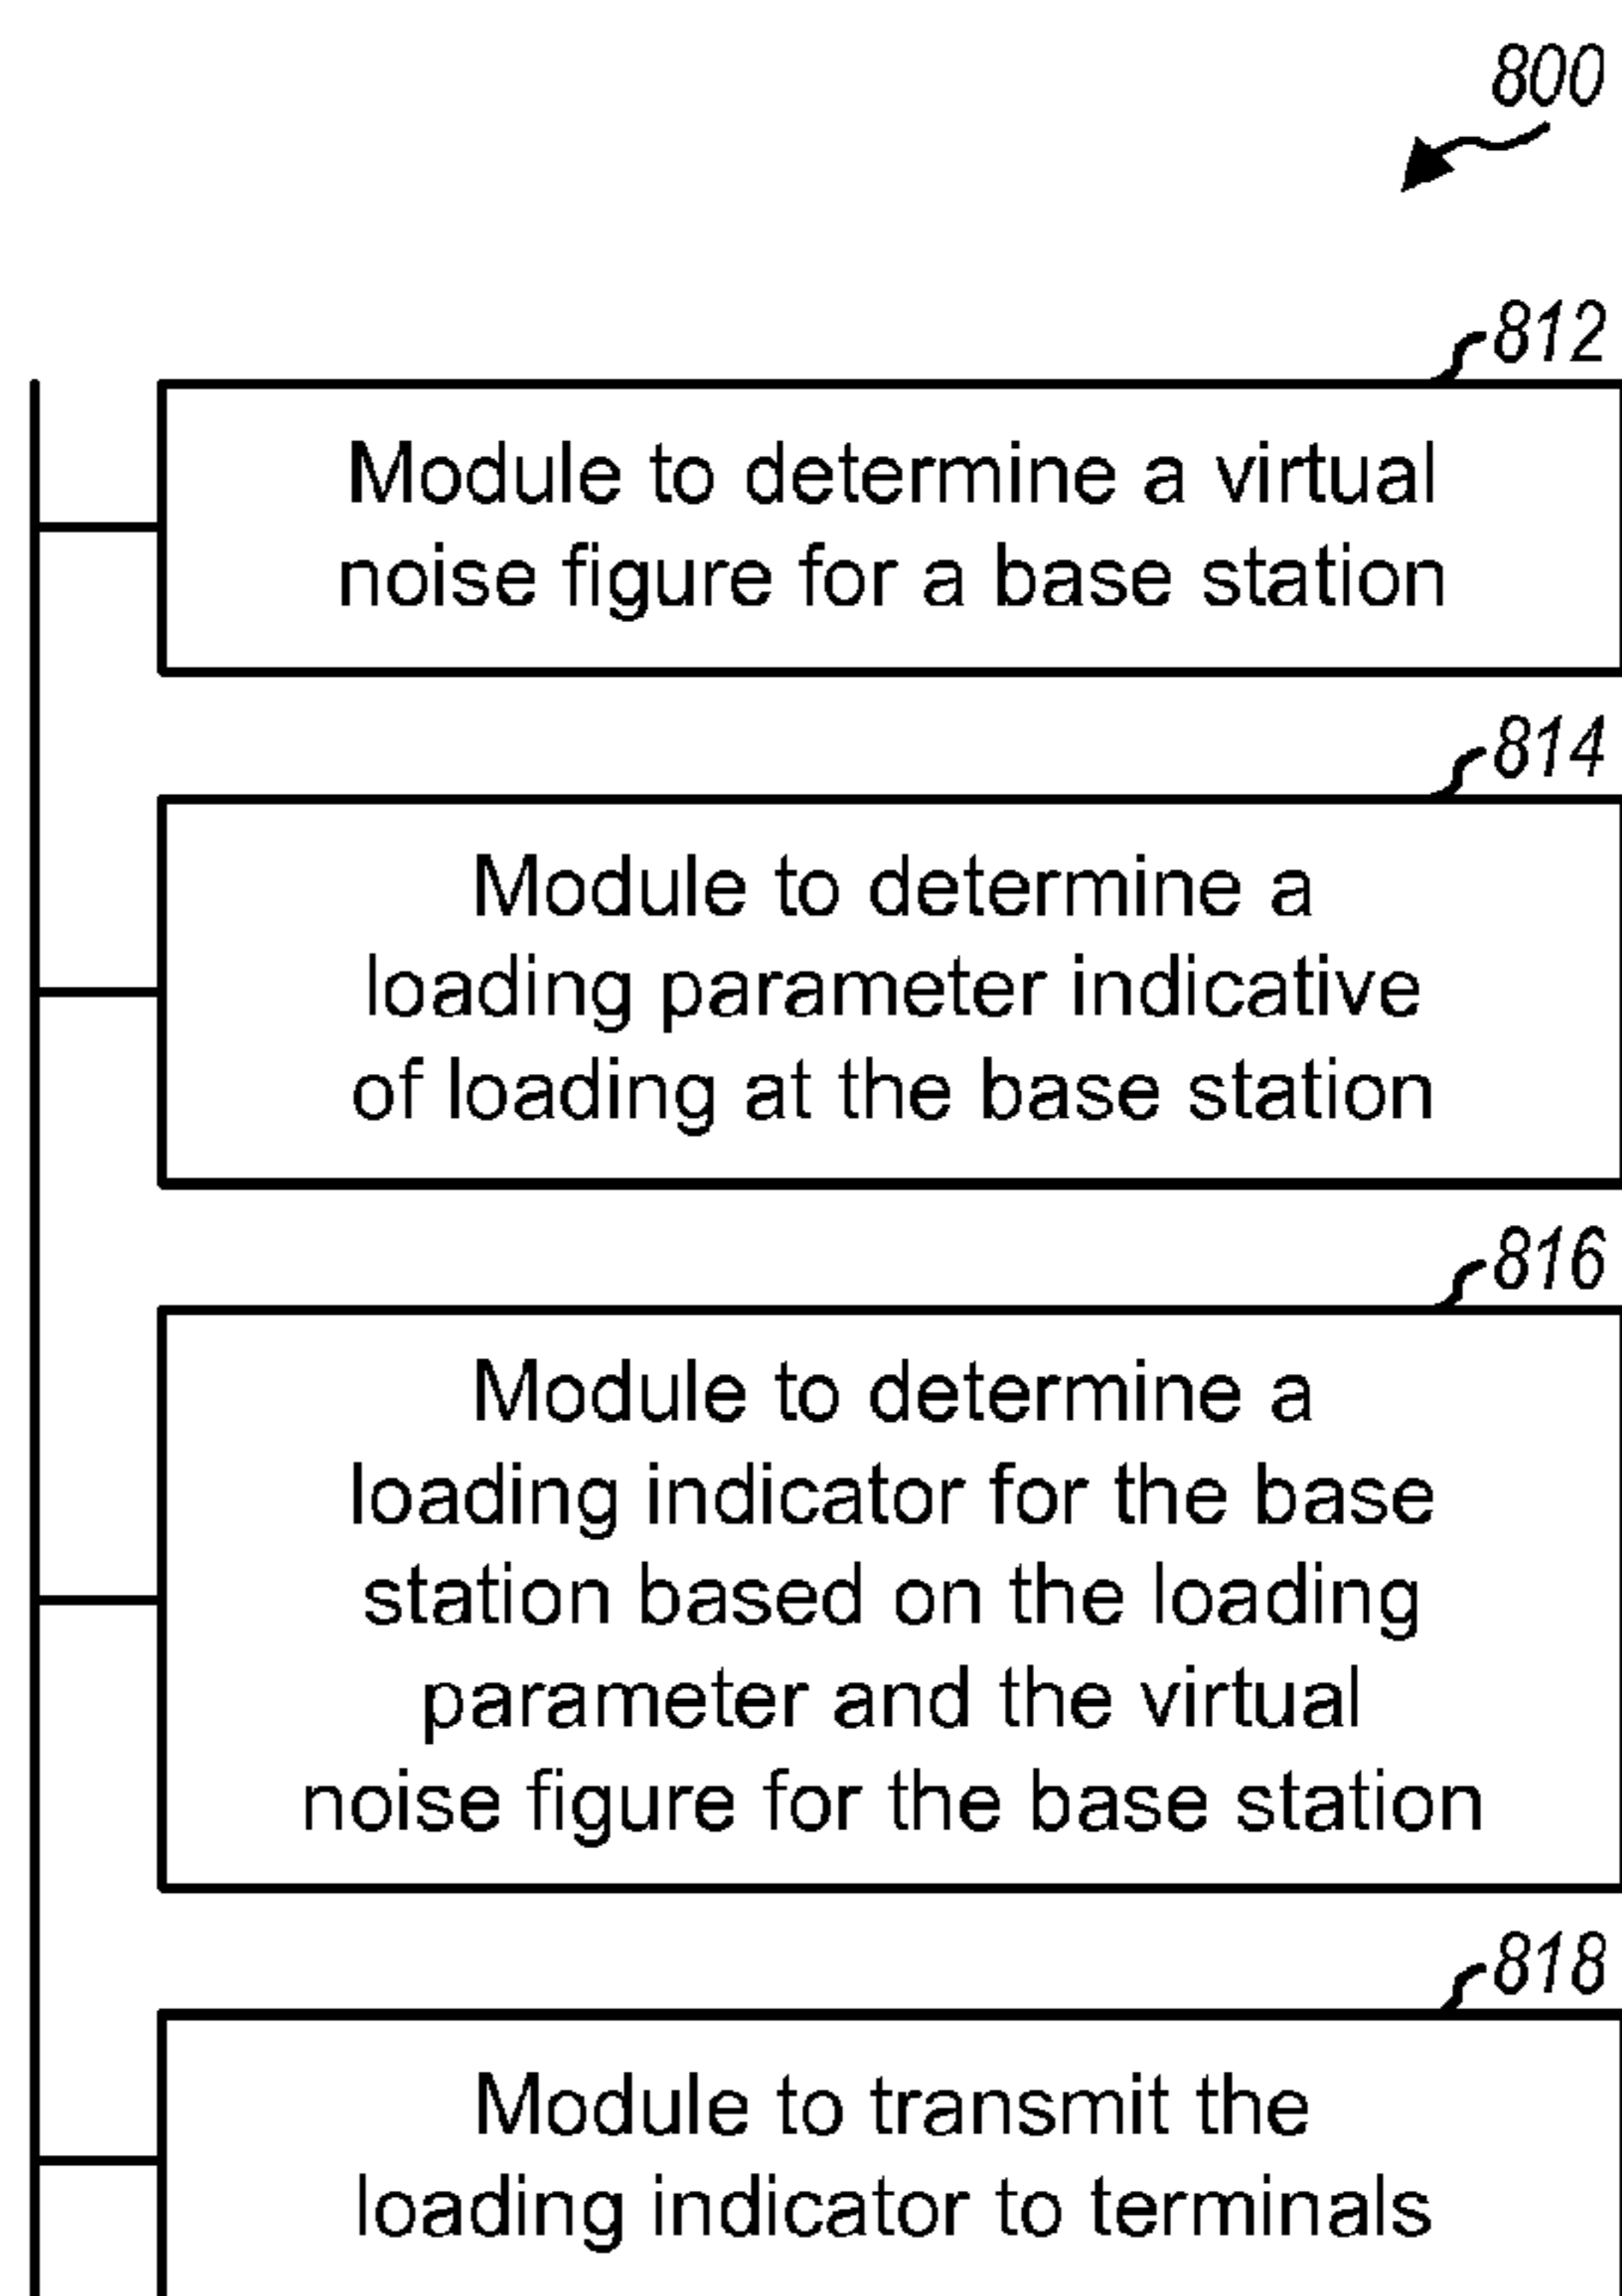 800
812
Module to determine a virtual
noise figure for a base station
814
Module to determine a
loading parameter indicative
of loading at the base station
816
Module to determine a
loading indicator for the base
station based on the loading
parameter and the virtual
noise figure for the base station
818
Module to transmit the
loading indicator to terminals